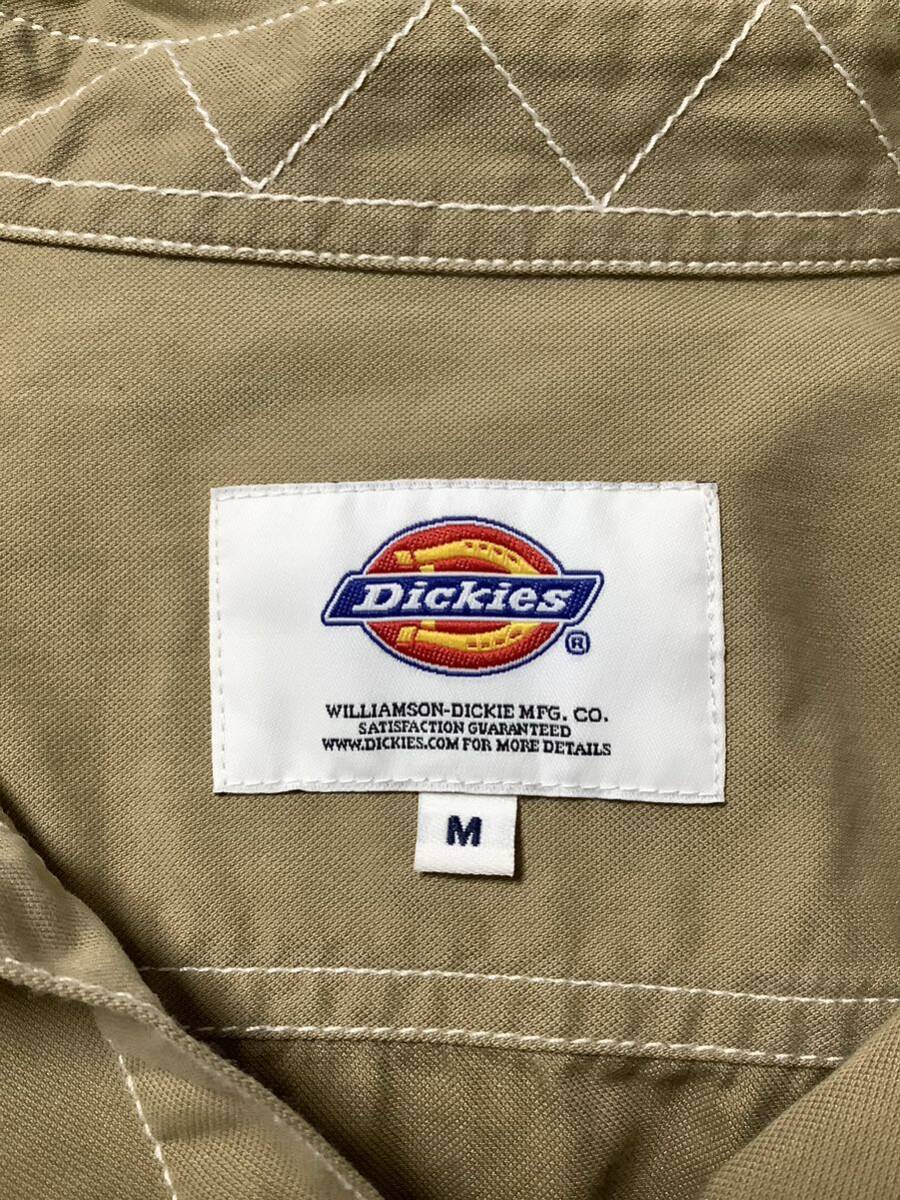 Dickies
®
WILLIAMSON-DICKIE MFG. CO.
SATISFACTION GUARANTEED
WWW.DICKIES.COM FOR MORE DETAILS
M